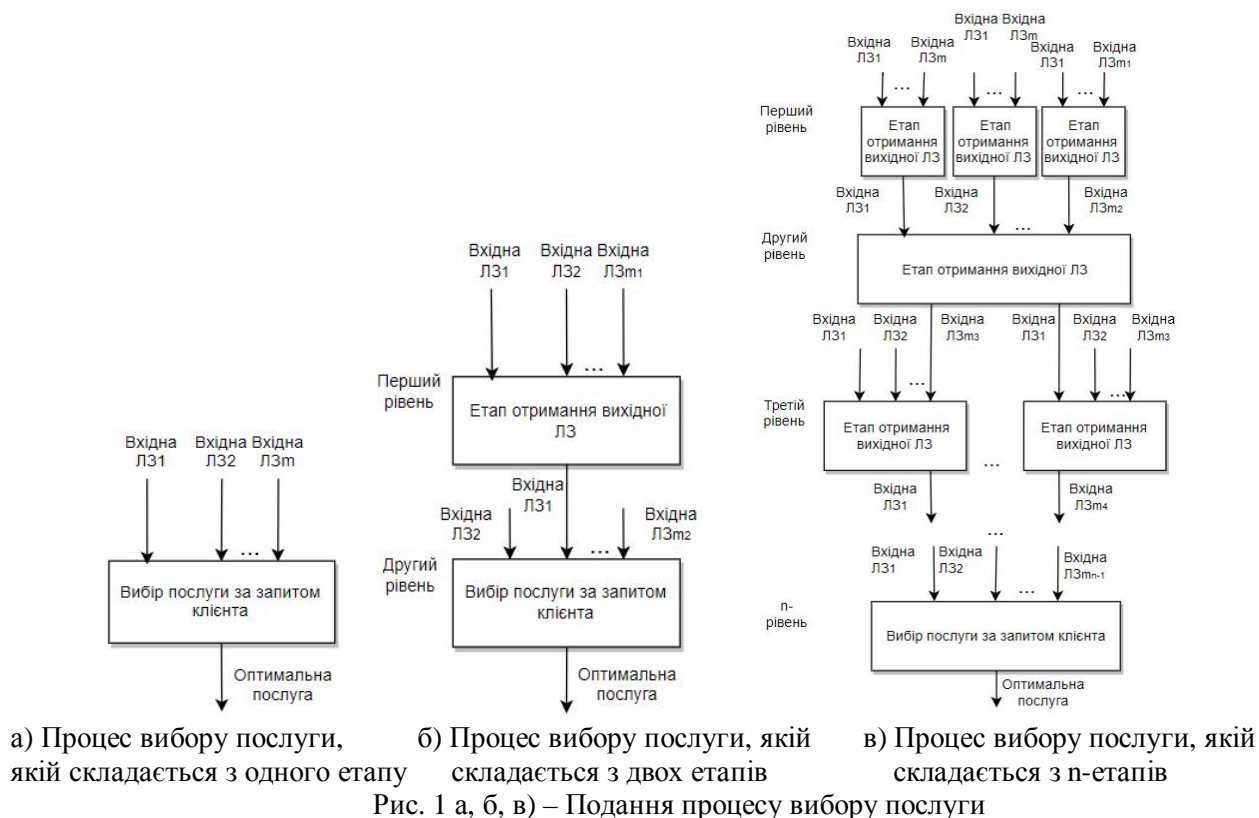 Вхідна
ЛЗ1
Вхідна
ЛЗ2
Вхідна
ЛЗm
...
Вибір послуги за запитом
клієнта
Оптимальна
послуга
Вхідна
ЛЗ1
Вхідна
ЛЗ2
Вхідна
ЛЗm1
...
Перший
рівень
Етап отримання вихідної
ЛЗ
Вхідна
ЛЗ1
Вхідна
ЛЗ2
Вхідна
ЛЗm2
...
Другий
рівень
Вибір послуги за запитом
клієнта
Оптимальна
послуга
Вхідна
ЛЗ1
Вхідна
ЛЗm
...
Вхідна
ЛЗ1
Вхідна
ЛЗm
...
Вхідна
ЛЗ1
Вхідна
ЛЗm1
...
Перший
рівень
Етап
отримання
вихідної ЛЗ
Етап
отримання
вихідної ЛЗ
Етап
отримання
вихідної ЛЗ
Вхідна
ЛЗ1
Вхідна
ЛЗ2
Вхідна
ЛЗm2
...
Другий
рівень
Етап отримання вихідної ЛЗ
Вхідна
ЛЗ1
Вхідна
ЛЗ2
Вхідна
ЛЗm3
...
Вхідна
ЛЗ1
Вхідна
ЛЗ2
Вхідна
ЛЗm3
...
Третій
рівень
Етап отримання
вихідної ЛЗ
...
Етап отримання
вихідної ЛЗ
Вхідна
ЛЗ1
Вхідна
ЛЗm4
...
Вхідна
ЛЗ1
Вхідна
ЛЗ2
Вхідна
ЛЗmn-1
...
n-
рівень
Вибір послуги за запитом клієнта
Оптимальна
послуга
а) Процес вибору послуги,
якій складається з одного етапу
б) Процес вибору послуги, якій
складається з двох етапів
в) Процес вибору послуги, якій
складається з n-етапів
Рис. 1 а, б, в) – Подання процесу вибору послуги